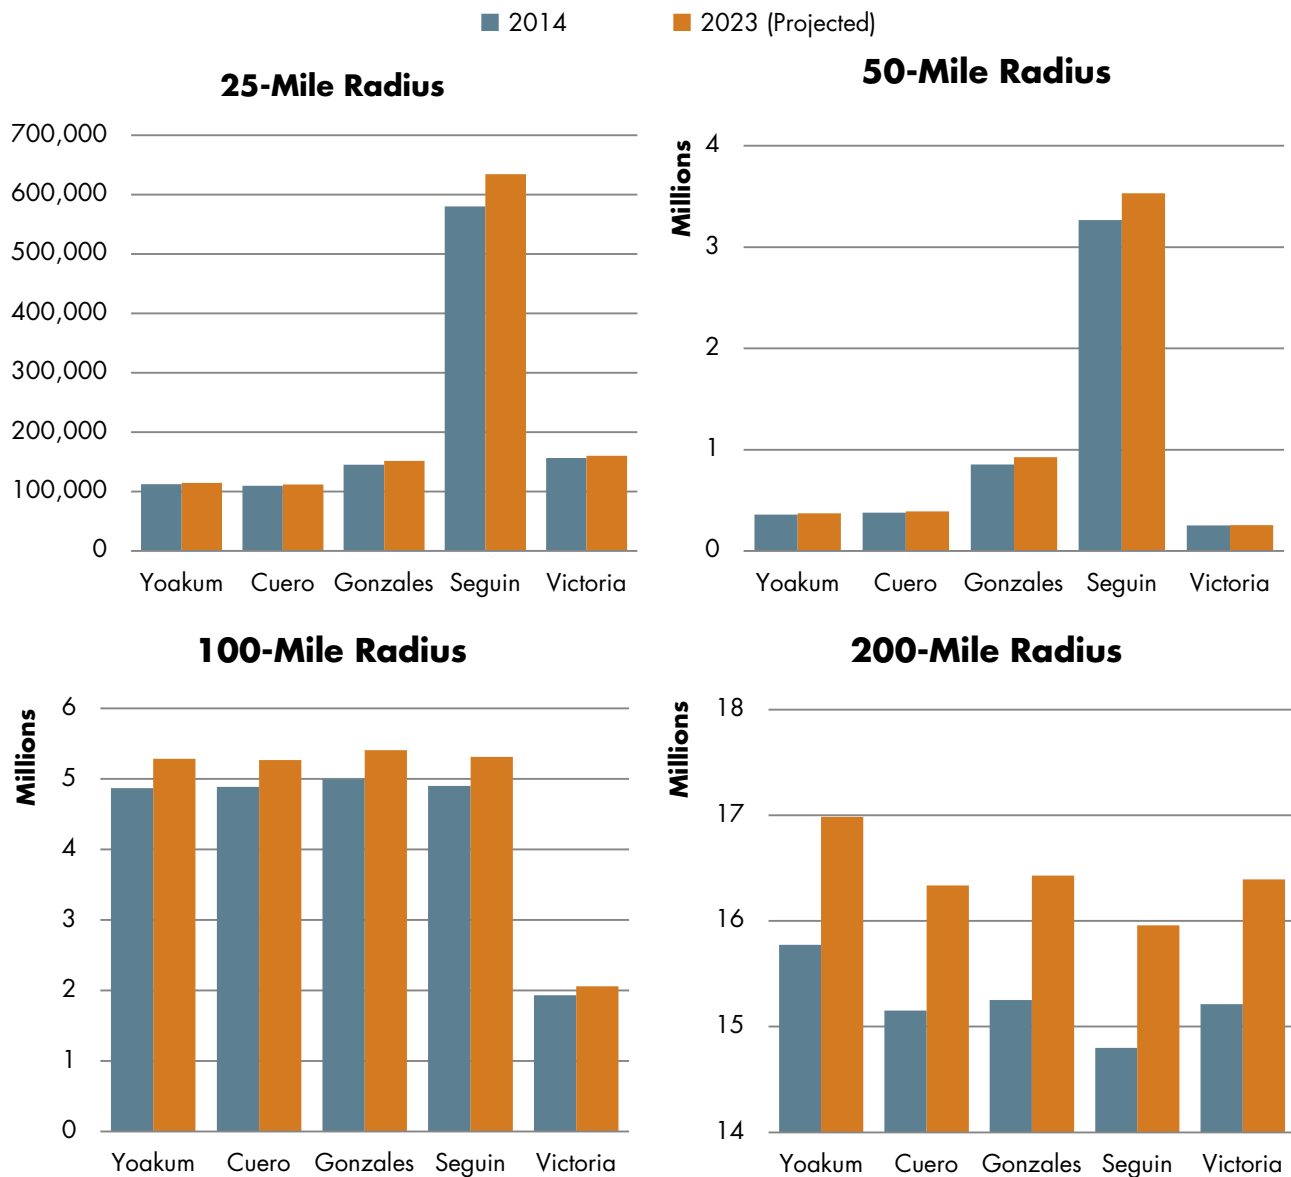 2014 2023 (Projected)
25-Mile Radius
700,000
600,000
500,000
400,000
300,000
200,000
100,000
0
Yoakum Cuero Gonzales Seguin Victoria
50-Mile Radius
Millions
4
3
2
1
0
Yoakum Cuero Gonzales Seguin Victoria
100-Mile Radius
Millions
6
5
4
3
2
1
0
Yoakum Cuero Gonzales Seguin Victoria
200-Mile Radius
Millions
18
17
16
15
14
Yoakum Cuero Gonzales Seguin Victoria